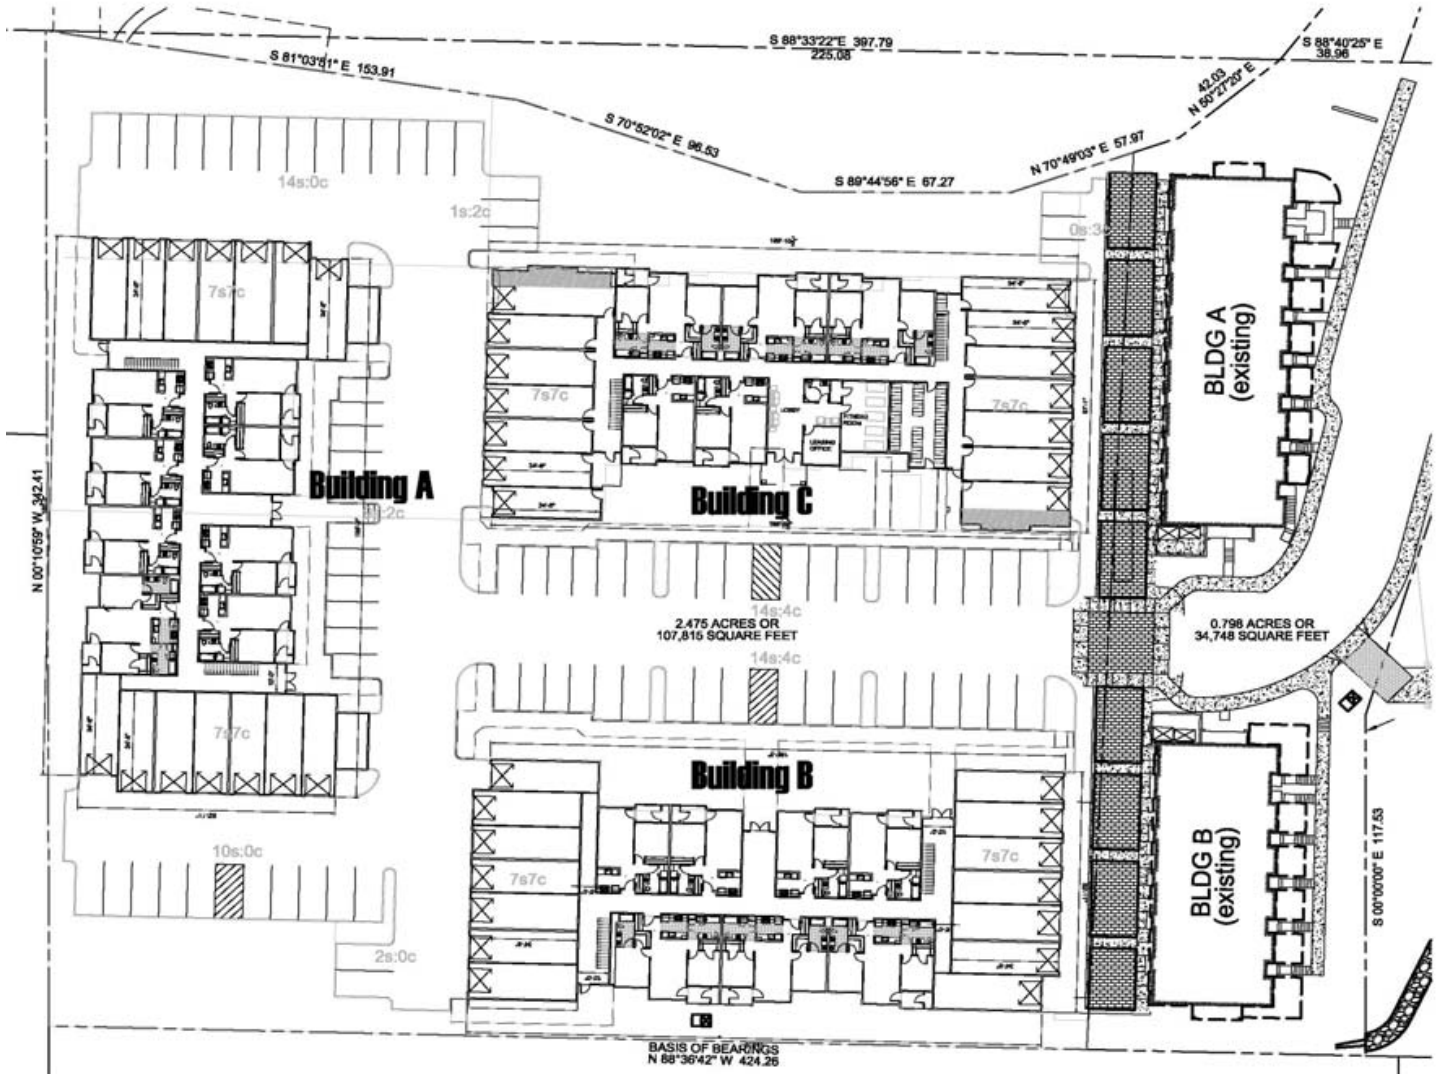 S 88°33'22"E 397.79
225.08
S 88°40'25" E
38.96
S 81°03'81" E 153.91
42.03
N 50°27'20" E
S 70°52'02" E 96.53
N 70°49'03" E 57.97
S 89°44'56" E 67.27
14s:0c
1s:2c
7s7c
BLDG A
(existing)
7s7c
7s7c
LOBBY
FITNESS
ROOM
LEASING
OFFICE
N 00°10'59" W 342.41
Building A
Building C
14s:4c
2.475 ACRES OR
107,815 SQUARE FEET
0.798 ACRES OR
34,748 SQUARE FEET
14s:4c
7s7c
Building B
10s:0c
7s7c
7s7c
BLDG B
(existing)
S 00°00'00" E 117.53
2s:0c
BASIS OF BEARINGS
N 88°36'42" W 424.26